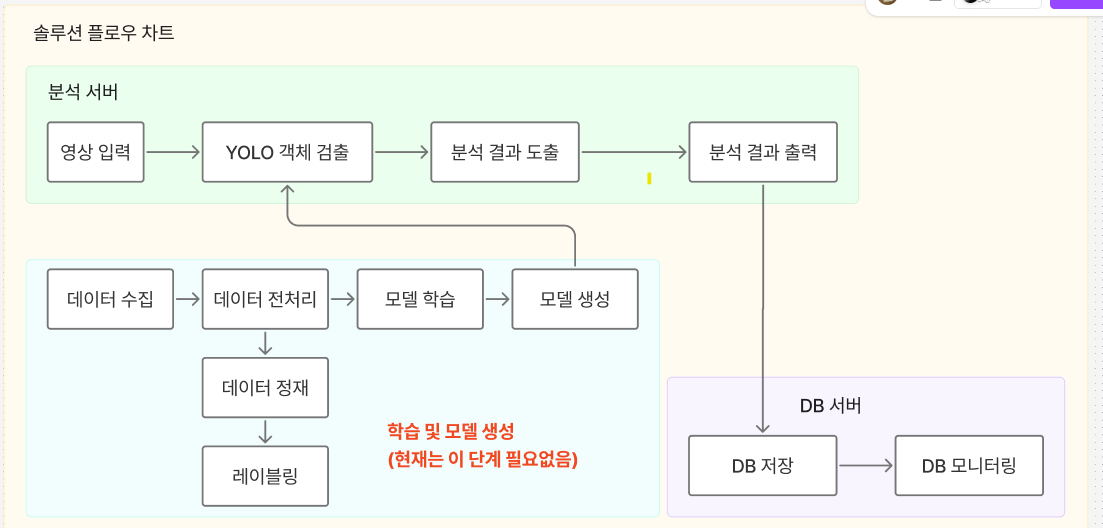 솔루션 플로우 차트
분석 서버
영상 입력
YOLO 객체 검출
분석 결과 도출
분석 결과 출력
데이터 수집
데이터 전처리
모델 학습
모델 생성
데이터 정재
레이블링
학습 및 모델 생성
(현재는 이 단계 필요없음)
DB 서버
DB 저장
DB 모니터링